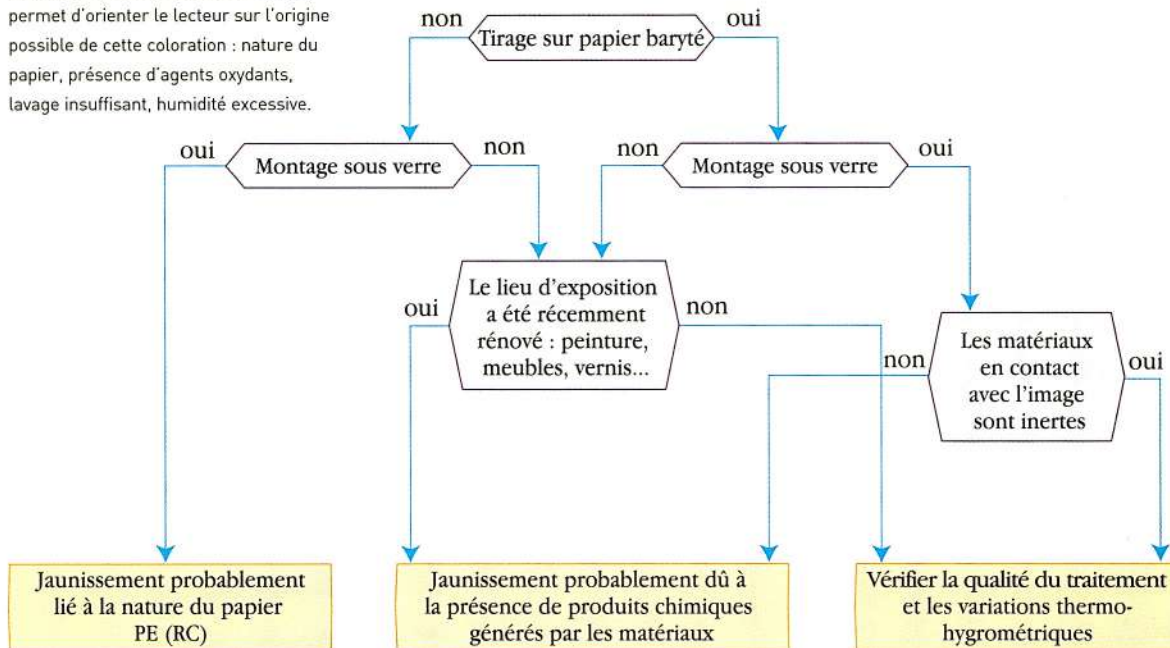 permet d'orienter le lecteur sur l'origine
possible de cette coloration : nature du
papier, présence d'agents oxydants,
lavage insuffisant, humidité excessive.
non
Tirage sur papier baryté
oui
oui
Montage sous verre
non
non
Montage sous verre
oui
oui
Le lieu d'exposition
a été récemment
rénové : peinture,
meubles, vernis...
non
non
Les matériaux
en contact
avec l'image
sont inertes
oui
Jaunissement probablement
lié à la nature du papier
PE (RC)
Jaunissement probablement dû à
la présence de produits chimiques
générés par les matériaux
Vérifier la qualité du traitement
et les variations thermo-
hygrométriques